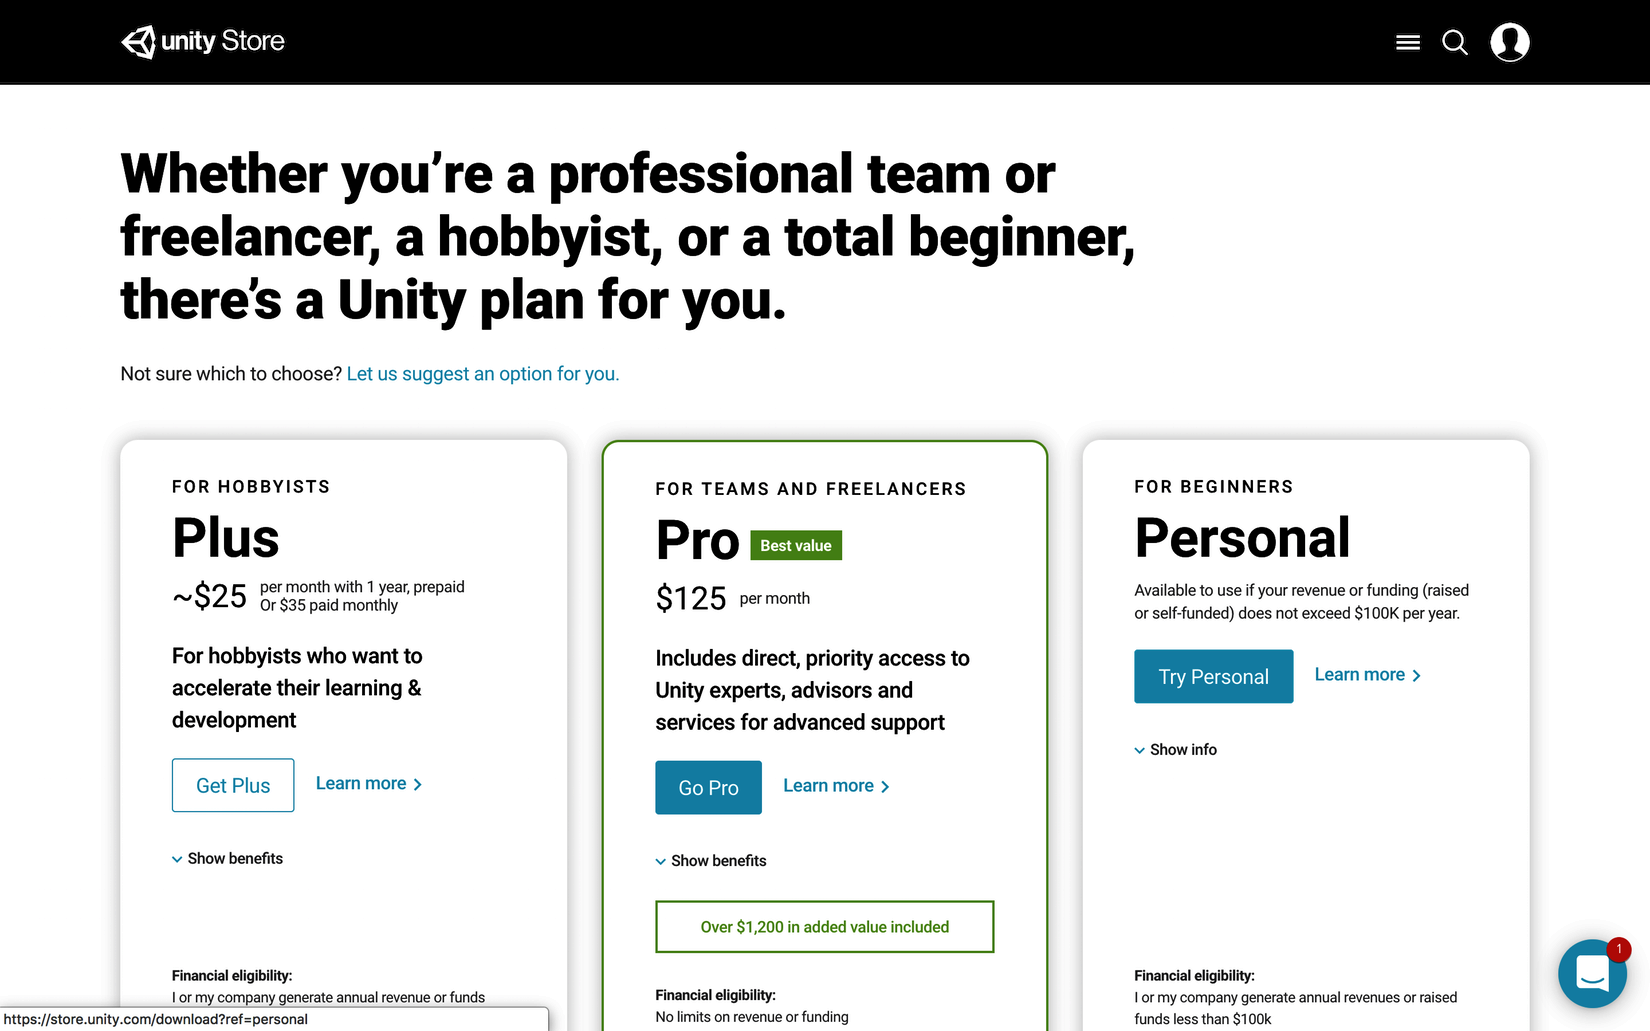 unity Store
Whether you’re a professional team or
freelancer, a hobbyist, or a total beginner,
there’s a Unity plan for you.
Not sure which to choose? Let us suggest an option for you.
FOR HOBBYISTS
Plus
~$25 per month with 1 year, prepaid
Or $35 paid monthly
For hobbyists who want to
accelerate their learning &
development
Get Plus Learn more
Show benefits
Financial eligibility:
I or my company generate annual revenue or funds
FOR TEAMS AND FREELANCERS
Pro Best value
$125 per month
Includes direct, priority access to
Unity experts, advisors and
services for advanced support
Go Pro Learn more
Show benefits
Over $1,200 in added value included
Financial eligibility:
No limits on revenue or funding
FOR BEGINNERS
Personal
Available to use if your revenue or funding (raised
or self-funded) does not exceed $100K per year.
Try Personal Learn more
Show info
Financial eligibility:
I or my company generate annual revenues or raised
funds less than $100k
1
https://store.unity.com/download?ref=personal